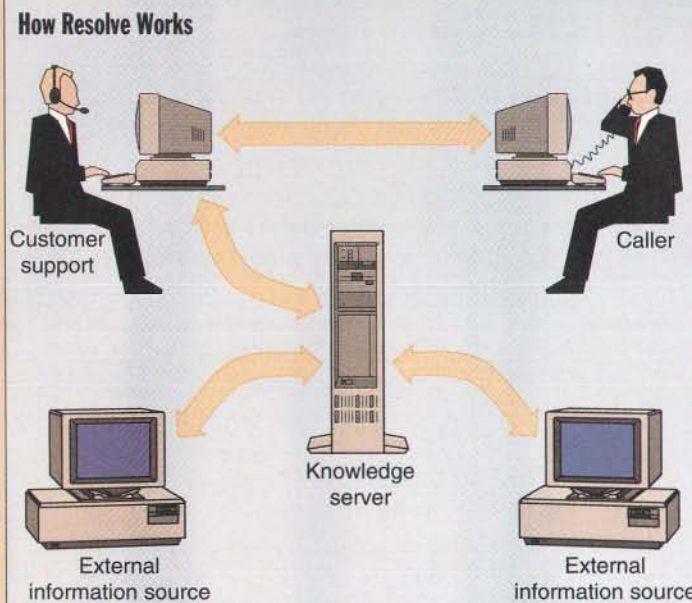 How Resolve Works
Customer
support
Caller
Knowledge
server
External
information source
External
information source